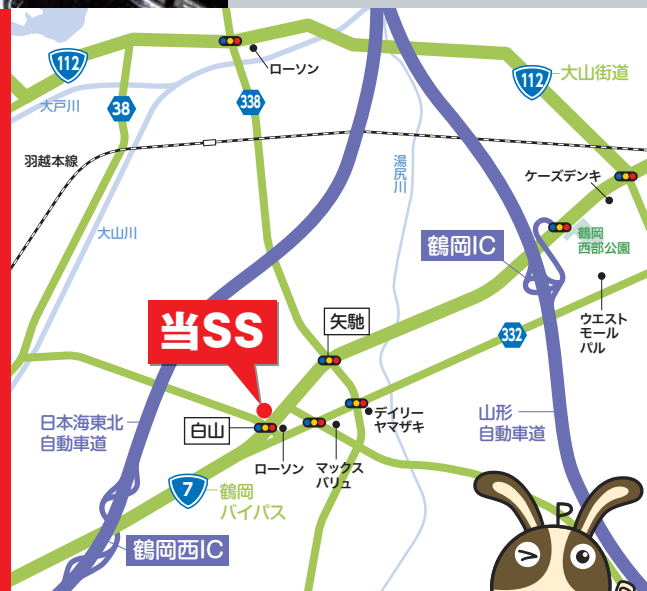 112
ローソン
338
大山街道
112
大戸川
38
羽越本線
湯尻川
ケーズデンキ
大山川
鶴岡IC
鶴岡
西部公園
当SS
矢馳
332
ウエスト
モール
パル
日本海東北
自動車道
白山
デイリー
ヤマザキ
山形
自動車道
ローソン
マックス
バリュ
7
鶴岡
バイパス
鶴岡西IC
P